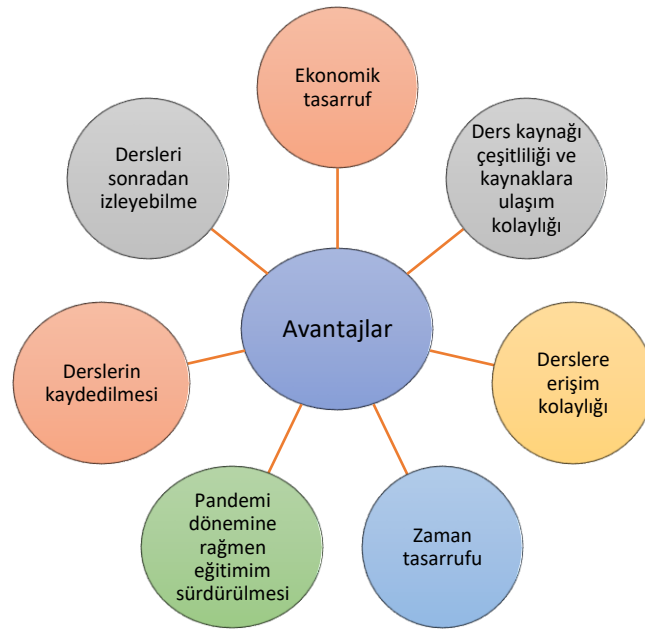 Ekonomik
tasarruf
Ders kaynağı
çeşitliliği ve
kaynaklara
ulaşım
kolaylığı
Derslere
erişim
kolaylığı
Zaman
tasarrufu
Pandemi
dönemine
rağmen
eğitimim
sürdürülmesi
Derslerin
kaydedilmesi
Dersleri
sonradan
izleyebilme
Avantajlar